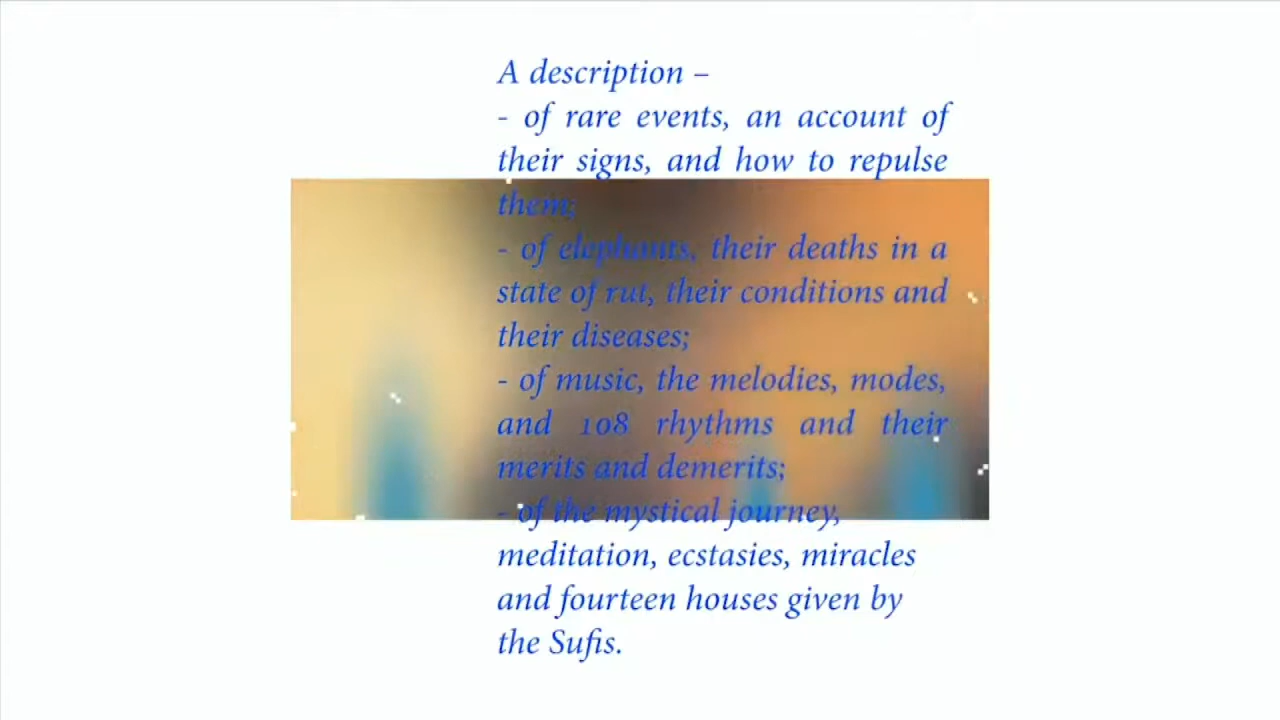 A description –
- of rare events, an account of
their signs, and how to repulse
them;
- of elephants, their deaths in a
state of rut, their conditions and
their diseases;
- of music, the melodies, modes,
and 108 rhythms and their
merits and demerits;
- of the mystical journey,
meditation, ecstasies, miracles
and fourteen houses given by
the Sufis.